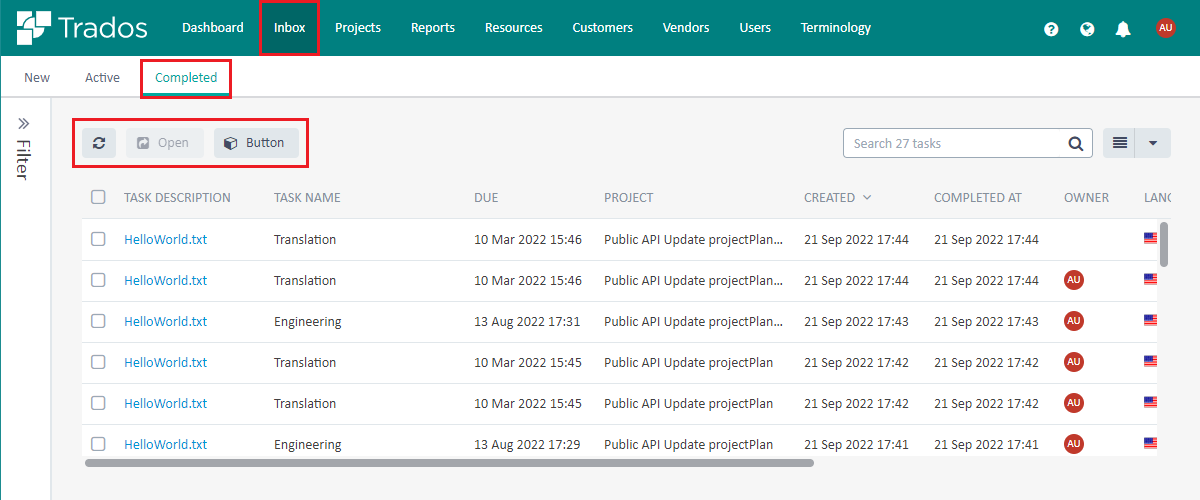 Trados Dashboard Inbox Projects Reports Resources Customers Vendors Users Terminology ? AU
New Active Completed
Filter
Open Button Search 27 tasks
TASK DESCRIPTION TASK NAME DUE PROJECT CREATED COMPLETED AT OWNER LANG
HelloWorld.txt Translation 10 Mar 2022 15:46 Public API Update projectPlan... 21 Sep 2022 17:44 21 Sep 2022 17:44
HelloWorld.txt Translation 10 Mar 2022 15:46 Public API Update projectPlan... 21 Sep 2022 17:44 21 Sep 2022 17:44 AU
HelloWorld.txt Engineering 13 Aug 2022 17:31 Public API Update projectPlan... 21 Sep 2022 17:43 21 Sep 2022 17:43 AU
HelloWorld.txt Translation 10 Mar 2022 15:45 Public API Update projectPlan 21 Sep 2022 17:42 21 Sep 2022 17:42 AU
HelloWorld.txt Translation 10 Mar 2022 15:45 Public API Update projectPlan 21 Sep 2022 17:42 21 Sep 2022 17:42 AU
HelloWorld.txt Engineering 13 Aug 2022 17:29 Public API Update projectPlan 21 Sep 2022 17:41 21 Sep 2022 17:41 AU